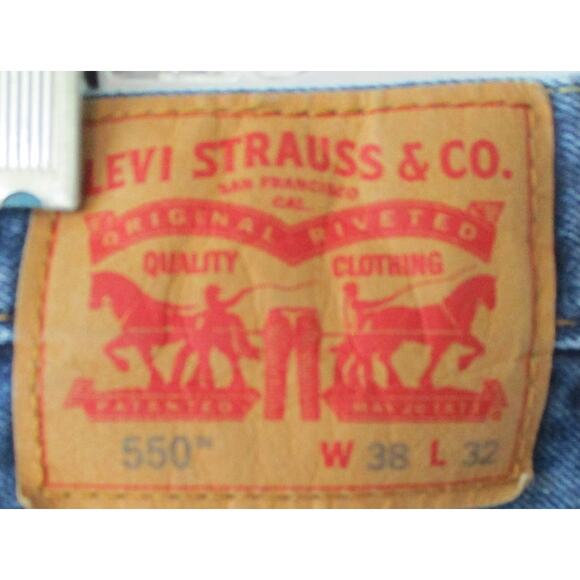 LEVI STRAUSS & CO.
SAN FRANCISCO
CAL.
ORIGINAL RIVETED
QUALITY CLOTHING
PATENTED MAY 20 1873
550™ W 38 L 32